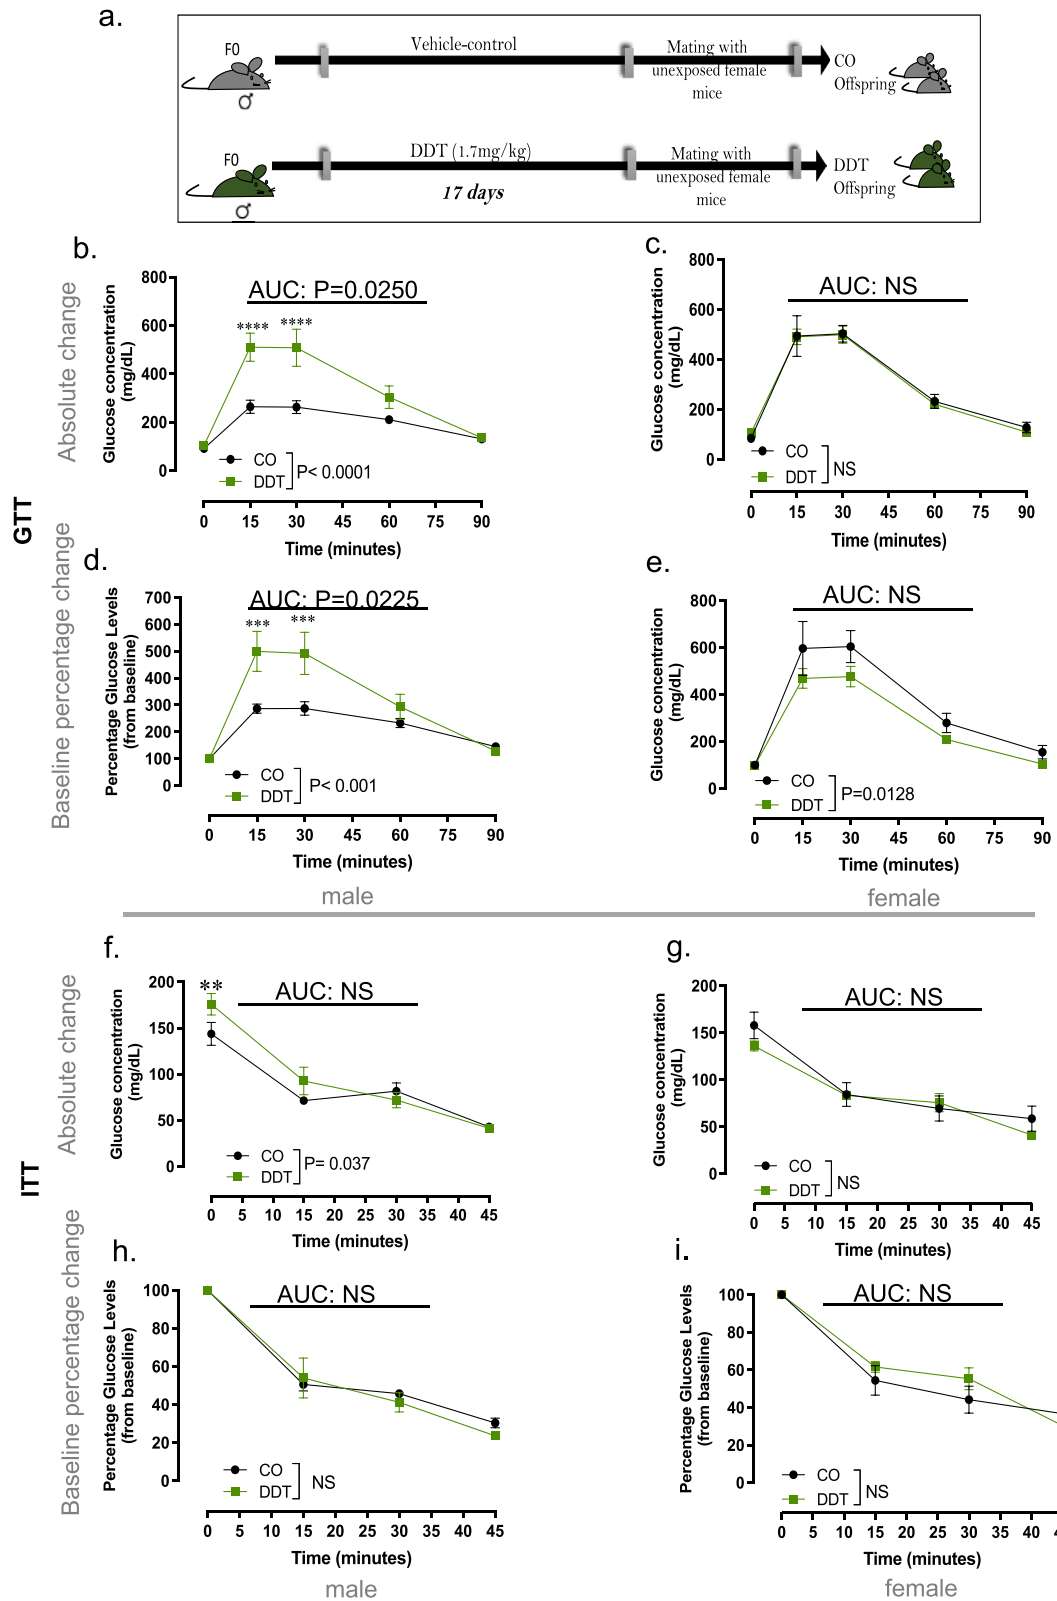 a.
F0
Vehicle-control
Mating with
unexposed female
mice
CO
Offspring
♂
F0
DDT (1.7mg/kg)
17 days
Mating with
unexposed female
mice
DDT
Offspring
♂
GTT
Absolute change
b.
Glucose concentration
(mg/dL)
800
600
400
200
0
AUC: P=0.0250
**** ****
CO
DDT
P< 0.0001
0 15 30 45 60 75 90
Time (minutes)
c.
Glucose concentration
(mg/dL)
800
600
400
200
0
AUC: NS
CO
DDT
NS
0 15 30 45 60 75 90
Time (minutes)
Baseline percentage change
d.
Percentage Glucose Levels
(from baseline)
700
600
500
400
300
200
100
0
AUC: P=0.0225
*** ***
CO
DDT
P< 0.001
0 15 30 45 60 75 90
Time (minutes)
male
e.
Glucose concentration
(mg/dL)
800
600
400
200
0
AUC: NS
CO
DDT
P=0.0128
0 15 30 45 60 75 90
Time (minutes)
female
ITT
Absolute change
f.
Glucose concentration
(mg/dL)
200
150
100
50
0
**
AUC: NS
CO
DDT
P= 0.037
0 5 10 15 20 25 30 35 40 45
Time (minutes)
g.
Glucose concentration
(mg/dL)
200
150
100
50
0
AUC: NS
CO
DDT
NS
0 5 10 15 20 25 30 35 40 45
Time (minutes)
Baseline percentage change
h.
Percentage Glucose Levels
(from baseline)
100
80
60
40
20
0
AUC: NS
CO
DDT
NS
0 5 10 15 20 25 30 35 40 45
Time (minutes)
male
i.
Percentage Glucose Levels
(from baseline)
100
80
60
40
20
0
AUC: NS
CO
DDT
NS
0 5 10 15 20 25 30 35 40
Time (minutes)
female